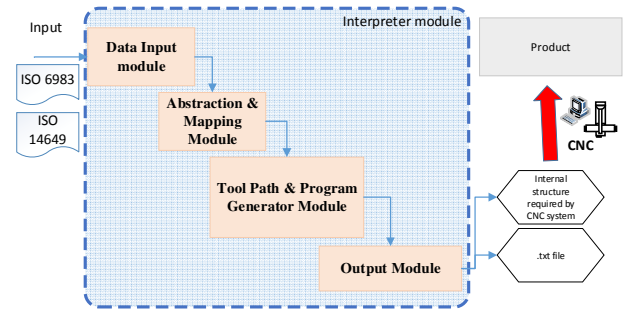 Input
Interpreter module
Data Input
module
ISO 6983
ISO
14649
Abstraction &
Mapping
Module
Tool Path & Program
Generator Module
Output Module
Product
CNC
Internal
structure
required by
CNC system
.txt file